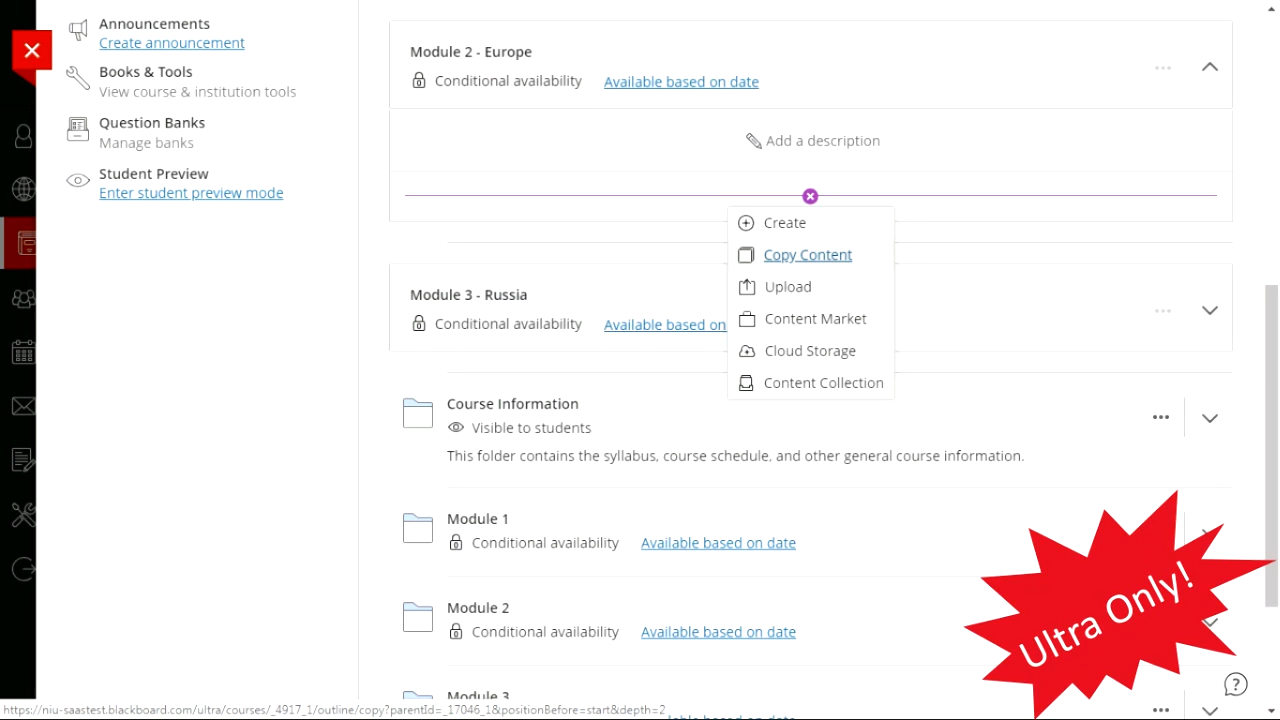 Announcements
Create announcement
Books & Tools
View course & institution tools
Question Banks
Manage banks
Student Preview
Enter student preview mode
Module 2 - Europe
Conditional availability Available based on date
Add a description
Create
Copy Content
Upload
Content Market
Cloud Storage
Content Collection
Module 3 - Russia
Conditional availability Available based on
Course Information
Visible to students
This folder contains the syllabus, course schedule, and other general course information.
Module 1
Conditional availability Available based on date
Module 2
Conditional availability Available based on date
Module 3
Available based on date
Ultra Only!
https://niu-saastest.blackboard.com/ultra/courses/_4917_1/outline/copy?parentId=_17046_1&positionBefore=start&depth=2